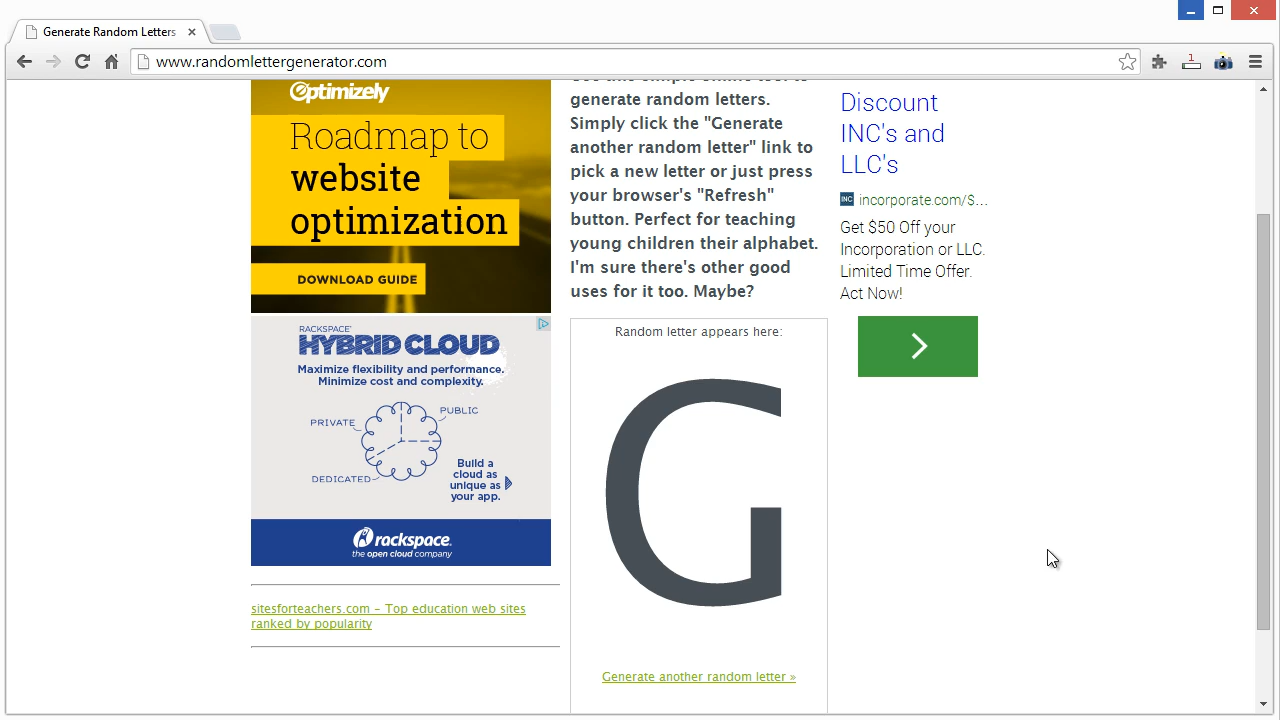 Generate Random Letters
www.randomlettergenerator.com
1
Optimizely
Roadmap to
website
optimization
DOWNLOAD GUIDE
RACKSPACE'
HYBRID CLOUD
Maximize flexibility and performance.
Minimize cost and complexity.
PRIVATE
PUBLIC
DEDICATED
Build a
cloud as
unique as
your app.
rackspace.
the open cloud company
sitesforteachers.com - Top education web sites
ranked by popularity
generate random letters.
Simply click the "Generate
another random letter" link to
pick a new letter or just press
your browser's "Refresh"
button. Perfect for teaching
young children their alphabet.
I'm sure there's other good
uses for it too. Maybe?
Random letter appears here:
G
Generate another random letter »
Discount
INC's and
LLC's
INC incorporate.com/$...
Get $50 Off your
Incorporation or LLC.
Limited Time Offer.
Act Now!